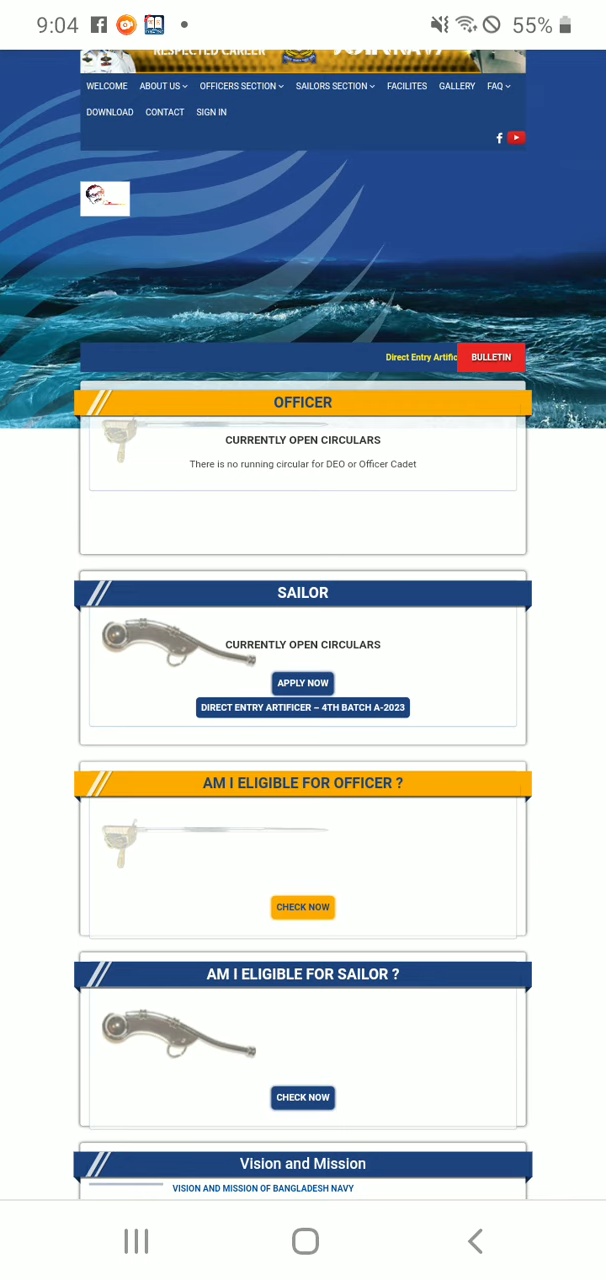 9:04
55%
RESPECTED CAREER
WELCOME ABOUT US OFFICERS SECTION SAILORS SECTION FACILITES GALLERY FAQ
DOWNLOAD CONTACT SIGN IN
Direct Entry Artific BULLETIN
OFFICER
CURRENTLY OPEN CIRCULARS
There is no running circular for DEO or Officer Cadet
SAILOR
CURRENTLY OPEN CIRCULARS
APPLY NOW
DIRECT ENTRY ARTIFICER – 4TH BATCH A-2023
AM I ELIGIBLE FOR OFFICER ?
CHECK NOW
AM I ELIGIBLE FOR SAILOR ?
CHECK NOW
Vision and Mission
VISION AND MISSION OF BANGLADESH NAVY